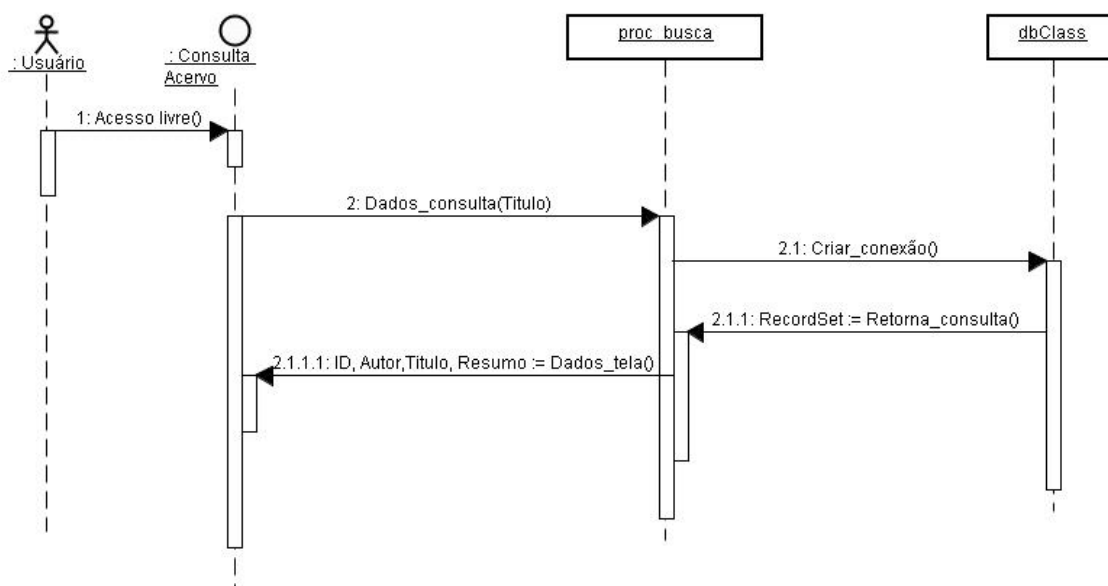 : Usuário
: Consulta
Acervo
proc_busca
dbClass
1: Acesso livre()
2: Dados_consulta(Titulo)
2.1: Criar_conexão()
2.1.1: RecordSet := Retorna_consulta()
2.1.1.1: ID, Autor,Titulo, Resumo := Dados_tela()